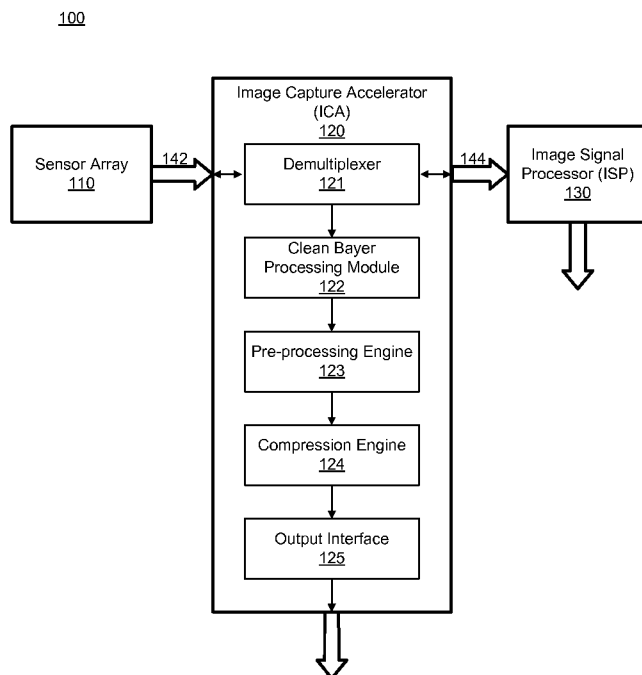 100
Image Capture Accelerator
(ICA)
120
Sensor Array
110
142
Demultiplexer
121
144
Image Signal
Processor (ISP)
130
Clean Bayer
Processing Module
122
Pre-processing Engine
123
Compression Engine
124
Output Interface
125